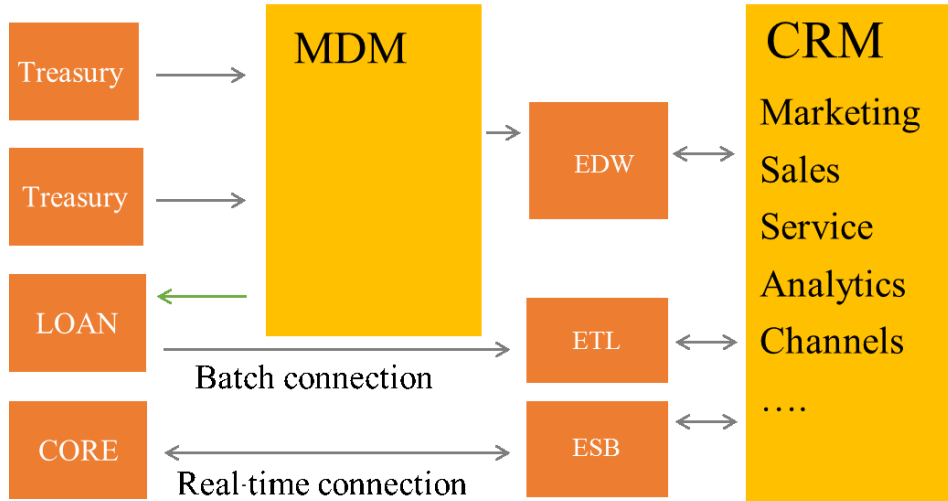 Treasury
MDM
CRM
Marketing
Sales
Service
Analytics
Channels
....
Treasury
EDW
LOAN
ETL
Batch connection
CORE
ESB
Real-time connection